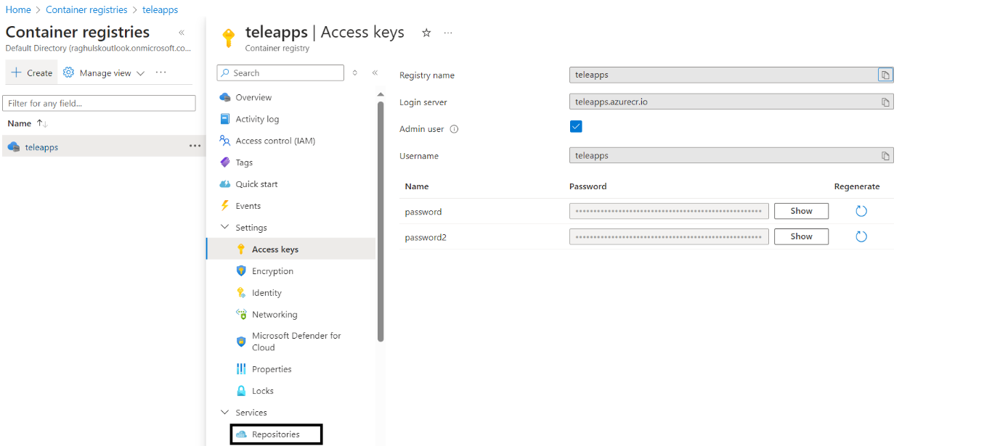 Home > Container registries > teleapps
Container registries «
Default Directory (raghulskoutlook.onmicrosoft.co...
+ Create Manage view ...
Filter for any field...
Name ↑↓
teleapps ...
teleapps | Access keys ☆ ...
Container registry
Search «
Overview
Activity log
Access control (IAM)
Tags
Quick start
Events
Settings
Access keys
Encryption
Identity
Networking
Microsoft Defender for
Cloud
Properties
Locks
Services
Repositories
Registry name teleapps
Login server teleapps.azurecr.io
Admin user
Username teleapps
Name Password Regenerate
password Show
password2 Show